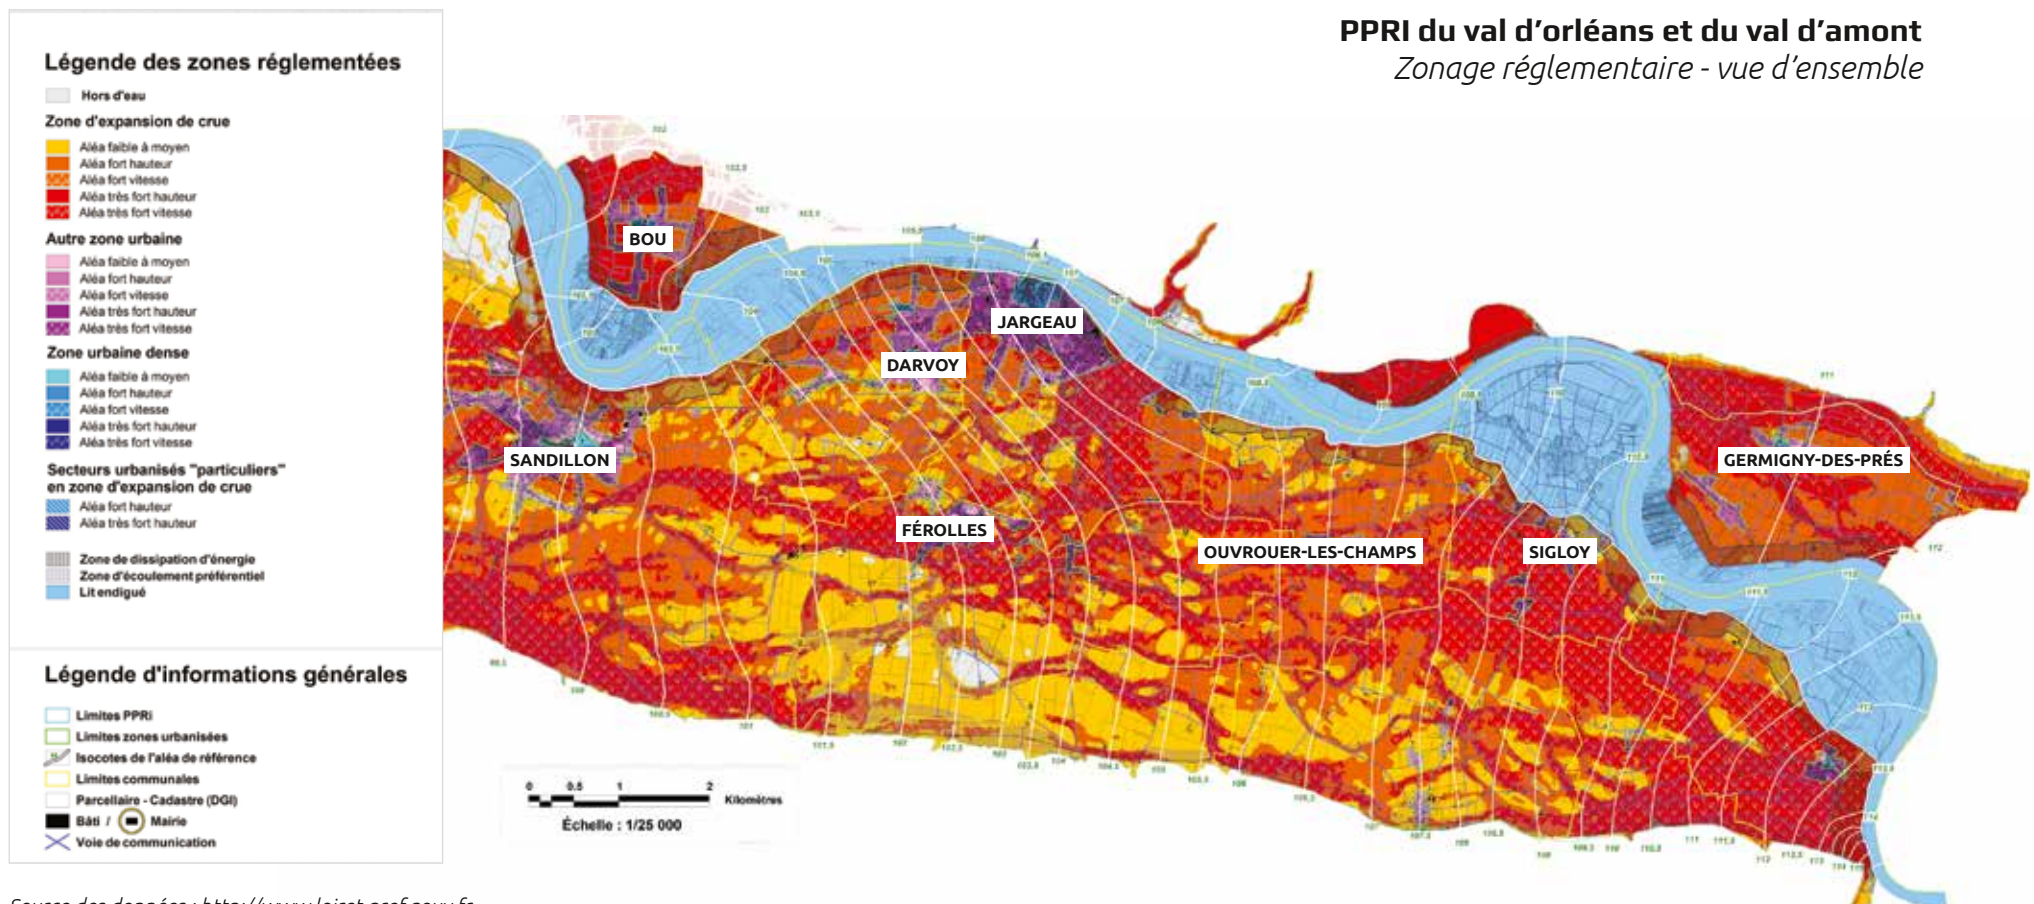 PPRI du val d'orléans et du val d'amont
Zonage réglementaire - vue d'ensemble
Légende des zones réglementées
Hors d'eau
Zone d'expansion de crue
Aléa faible à moyen
Aléa fort hauteur
Aléa fort vitesse
Aléa très fort hauteur
Aléa très fort vitesse
Autre zone urbaine
Aléa faible à moyen
Aléa fort hauteur
Aléa fort vitesse
Aléa très fort hauteur
Aléa très fort vitesse
Zone urbaine dense
Aléa faible à moyen
Aléa fort hauteur
Aléa fort vitesse
Aléa très fort hauteur
Aléa très fort vitesse
Secteurs urbanisés "particuliers"
en zone d'expansion de crue
Aléa fort hauteur
Aléa très fort hauteur
Zone de dissipation d'énergie
Zone d'écoulement préférentiel
Lit endigué
Légende d'informations générales
Limites PPRi
Limites zones urbanisées
Isocotes de l'aléa de référence
Limites communales
Parcellaire - Cadastre (DGI)
Bâti / Mairie
Voie de communication
BOU
JARGEAU
DARVOY
SANDILLON
GERMIGNY-DES-PRÉS
FÉROLLES
OUVROUER-LES-CHAMPS
SIGLOY
0 0.5 1 2
Kilomètres
Échelle : 1/25 000